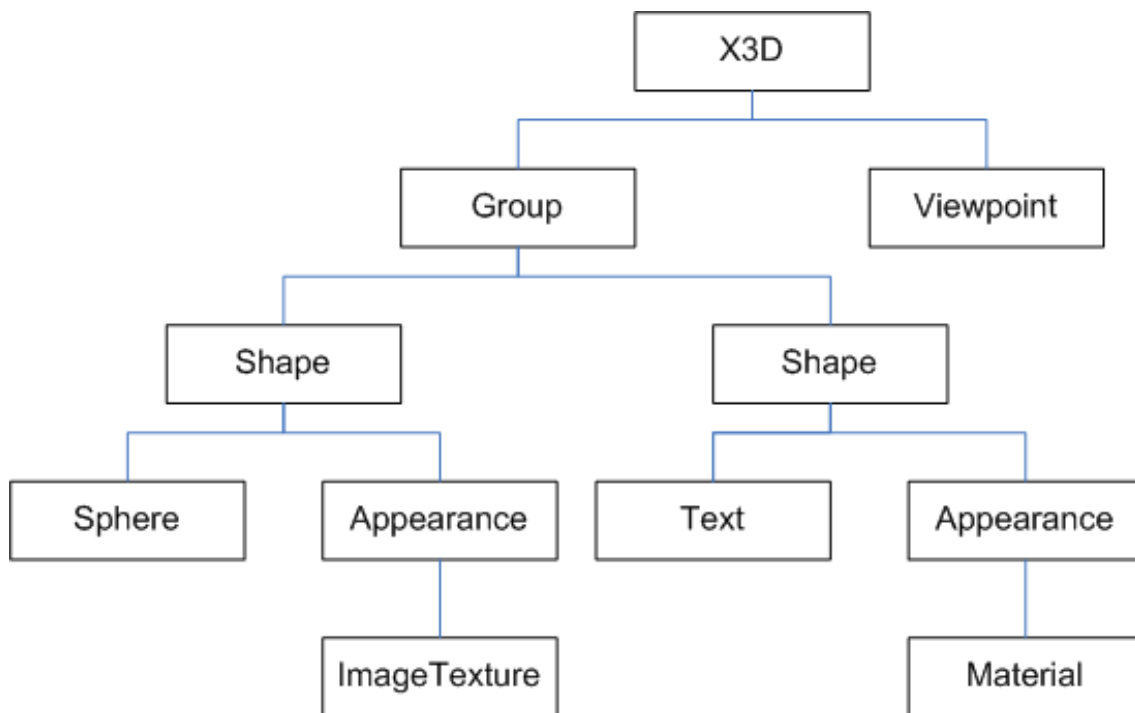 X3D
Group
Viewpoint
Shape
Shape
Sphere
Appearance
Text
Appearance
ImageTexture
Material